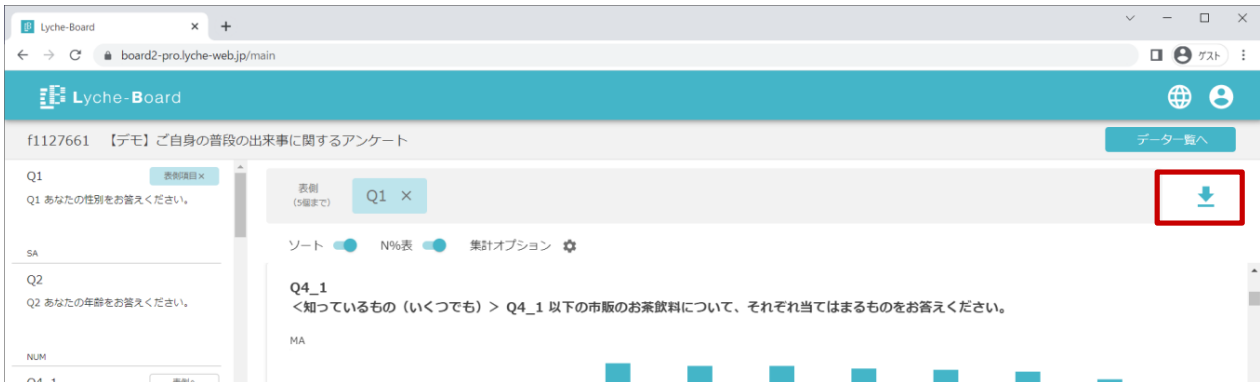 Lyche-Board
board2-pro.lyche-web.jp/main
ゲスト
Lyche-Board
f1127661 【デモ】ご自身の普段の出来事に関するアンケート
データ一覧へ
Q1
表側項目×
Q1 あなたの性別をお答えください。
SA
Q2
Q2 あなたの年齢をお答えください。
NUM
Q4_1
表側へ
表側
(5個まで)
Q1 ×
ソート
N%表
集計オプション
Q4_1
＜知っているもの（いくつでも）＞ Q4_1 以下の市販のお茶飲料について、それぞれ当てはまるものをお答えください。
MA